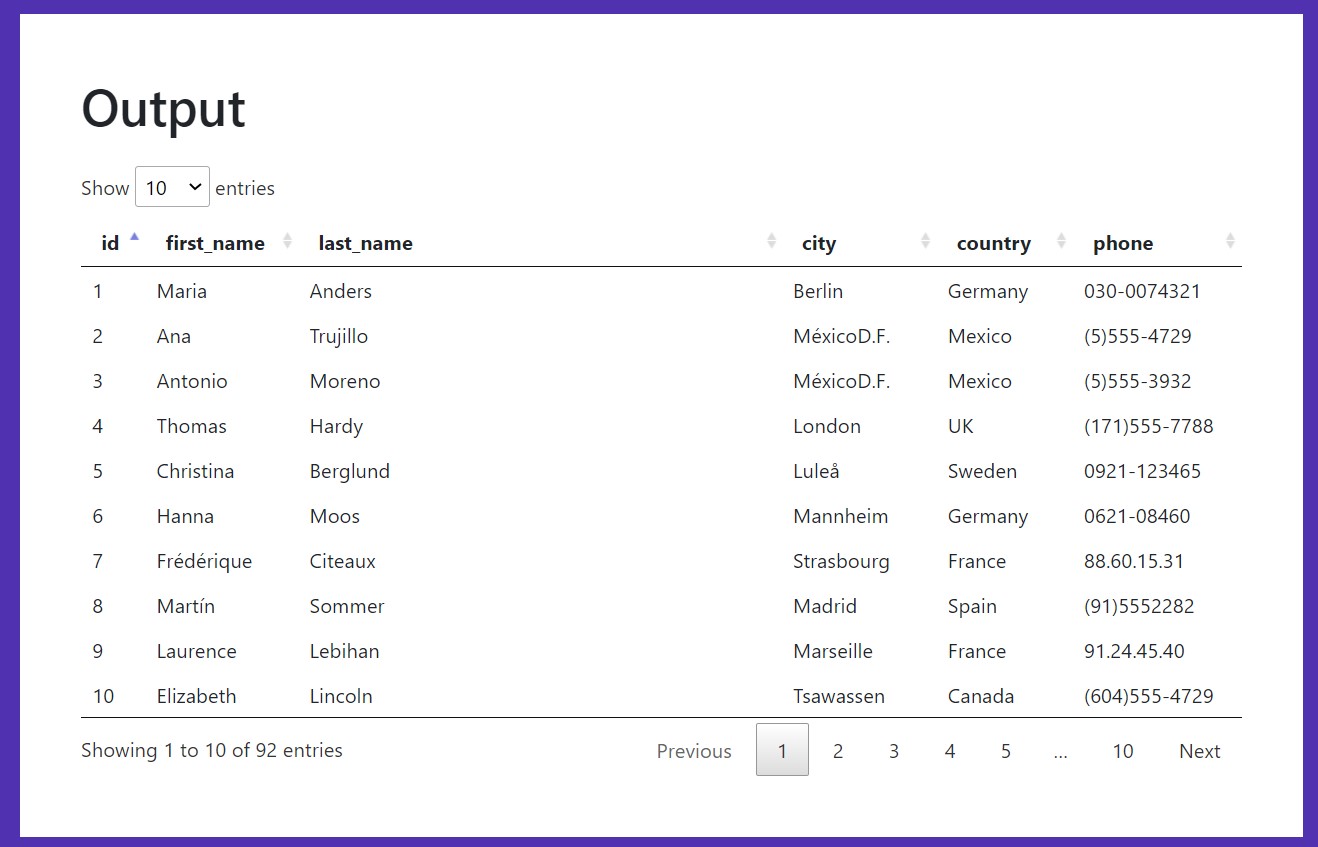 Output
Show 10 entries
id first_name last_name city country phone
1 Maria Anders Berlin Germany 030-0074321
2 Ana Trujillo MéxicoD.F. Mexico (5)555-4729
3 Antonio Moreno MéxicoD.F. Mexico (5)555-3932
4 Thomas Hardy London UK (171)555-7788
5 Christina Berglund Luleå Sweden 0921-123465
6 Hanna Moos Mannheim Germany 0621-08460
7 Frédérique Citeaux Strasbourg France 88.60.15.31
8 Martín Sommer Madrid Spain (91)5552282
9 Laurence Lebihan Marseille France 91.24.45.40
10 Elizabeth Lincoln Tsawassen Canada (604)555-4729
Showing 1 to 10 of 92 entries Previous 1 2 3 4 5 ... 10 Next